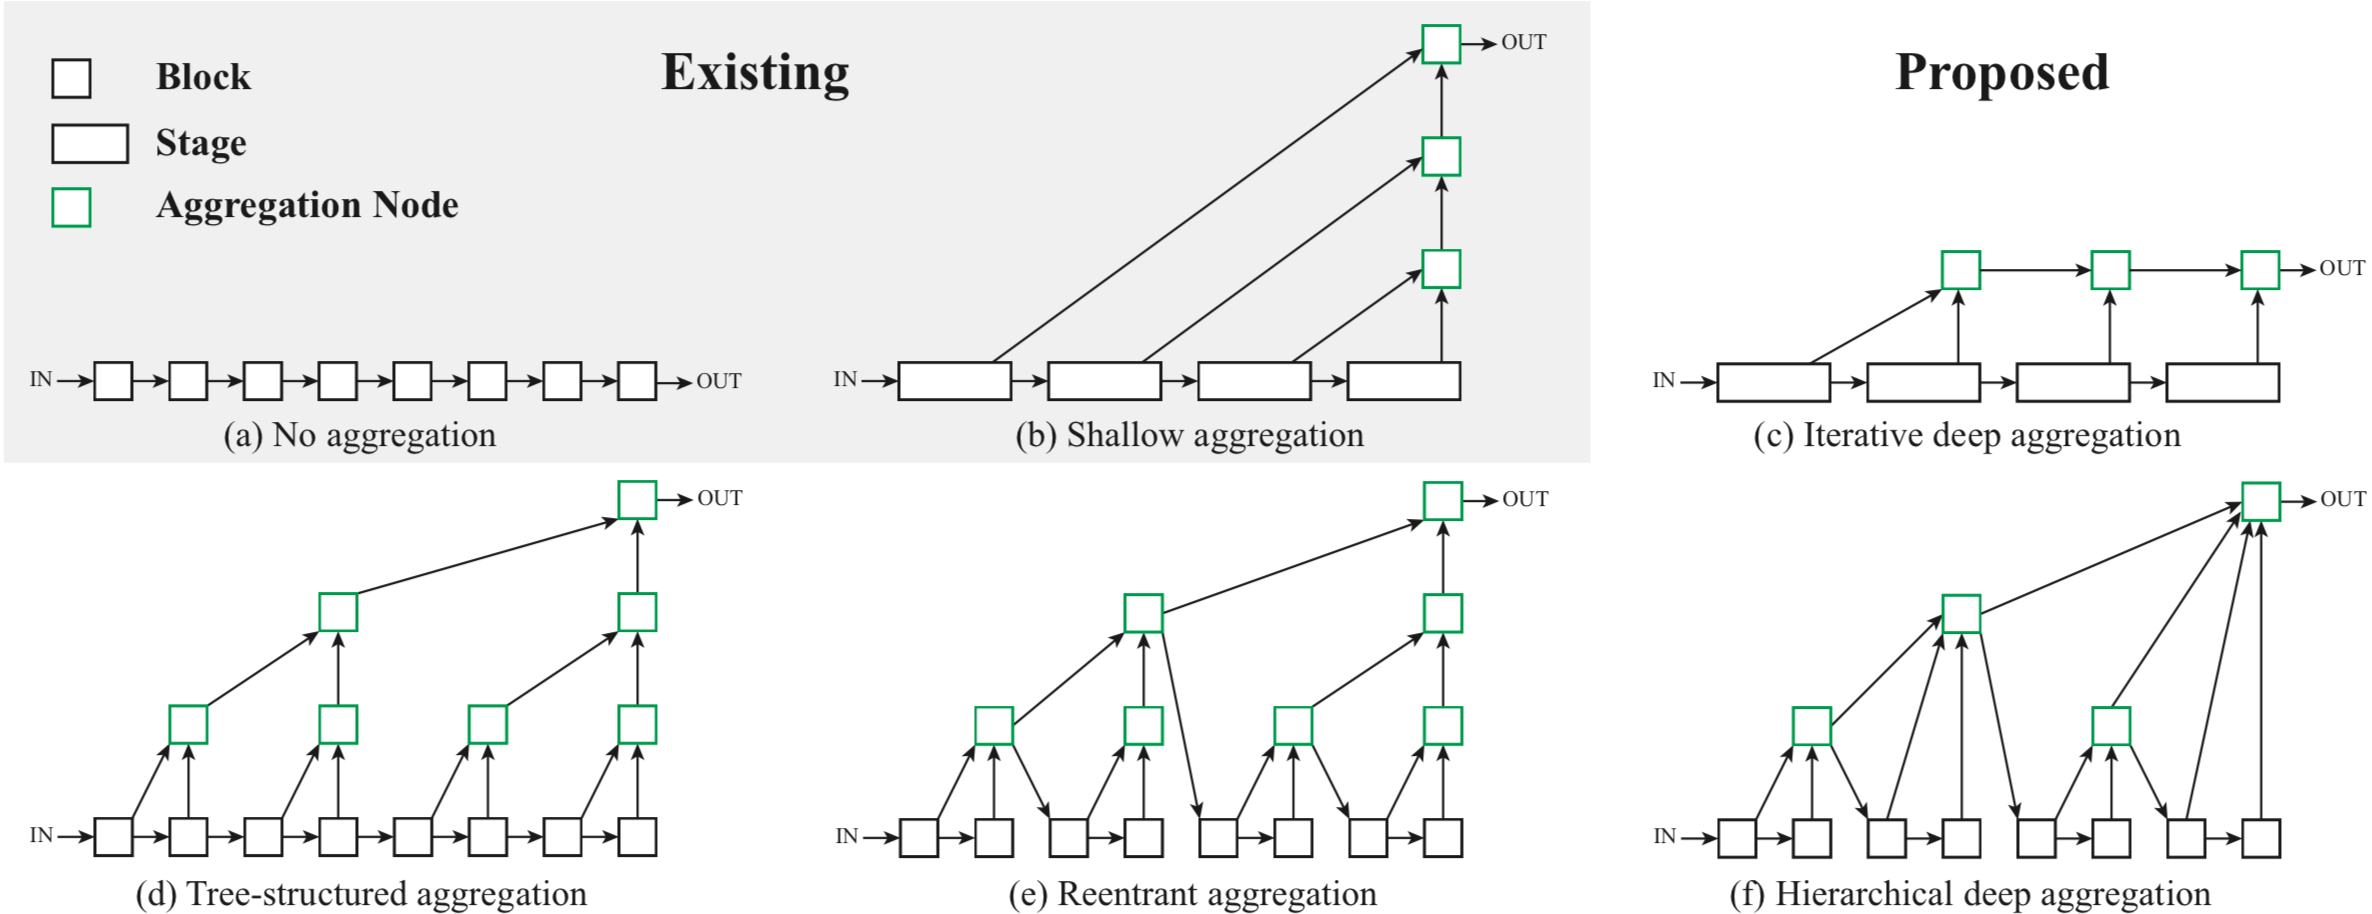 Block
Stage
Aggregation Node
Existing
Proposed
OUT
IN
OUT
(a) No aggregation
IN
(b) Shallow aggregation
OUT
IN
(c) Iterative deep aggregation
OUT
IN
(d) Tree-structured aggregation
OUT
IN
(e) Reentrant aggregation
OUT
IN
(f) Hierarchical deep aggregation